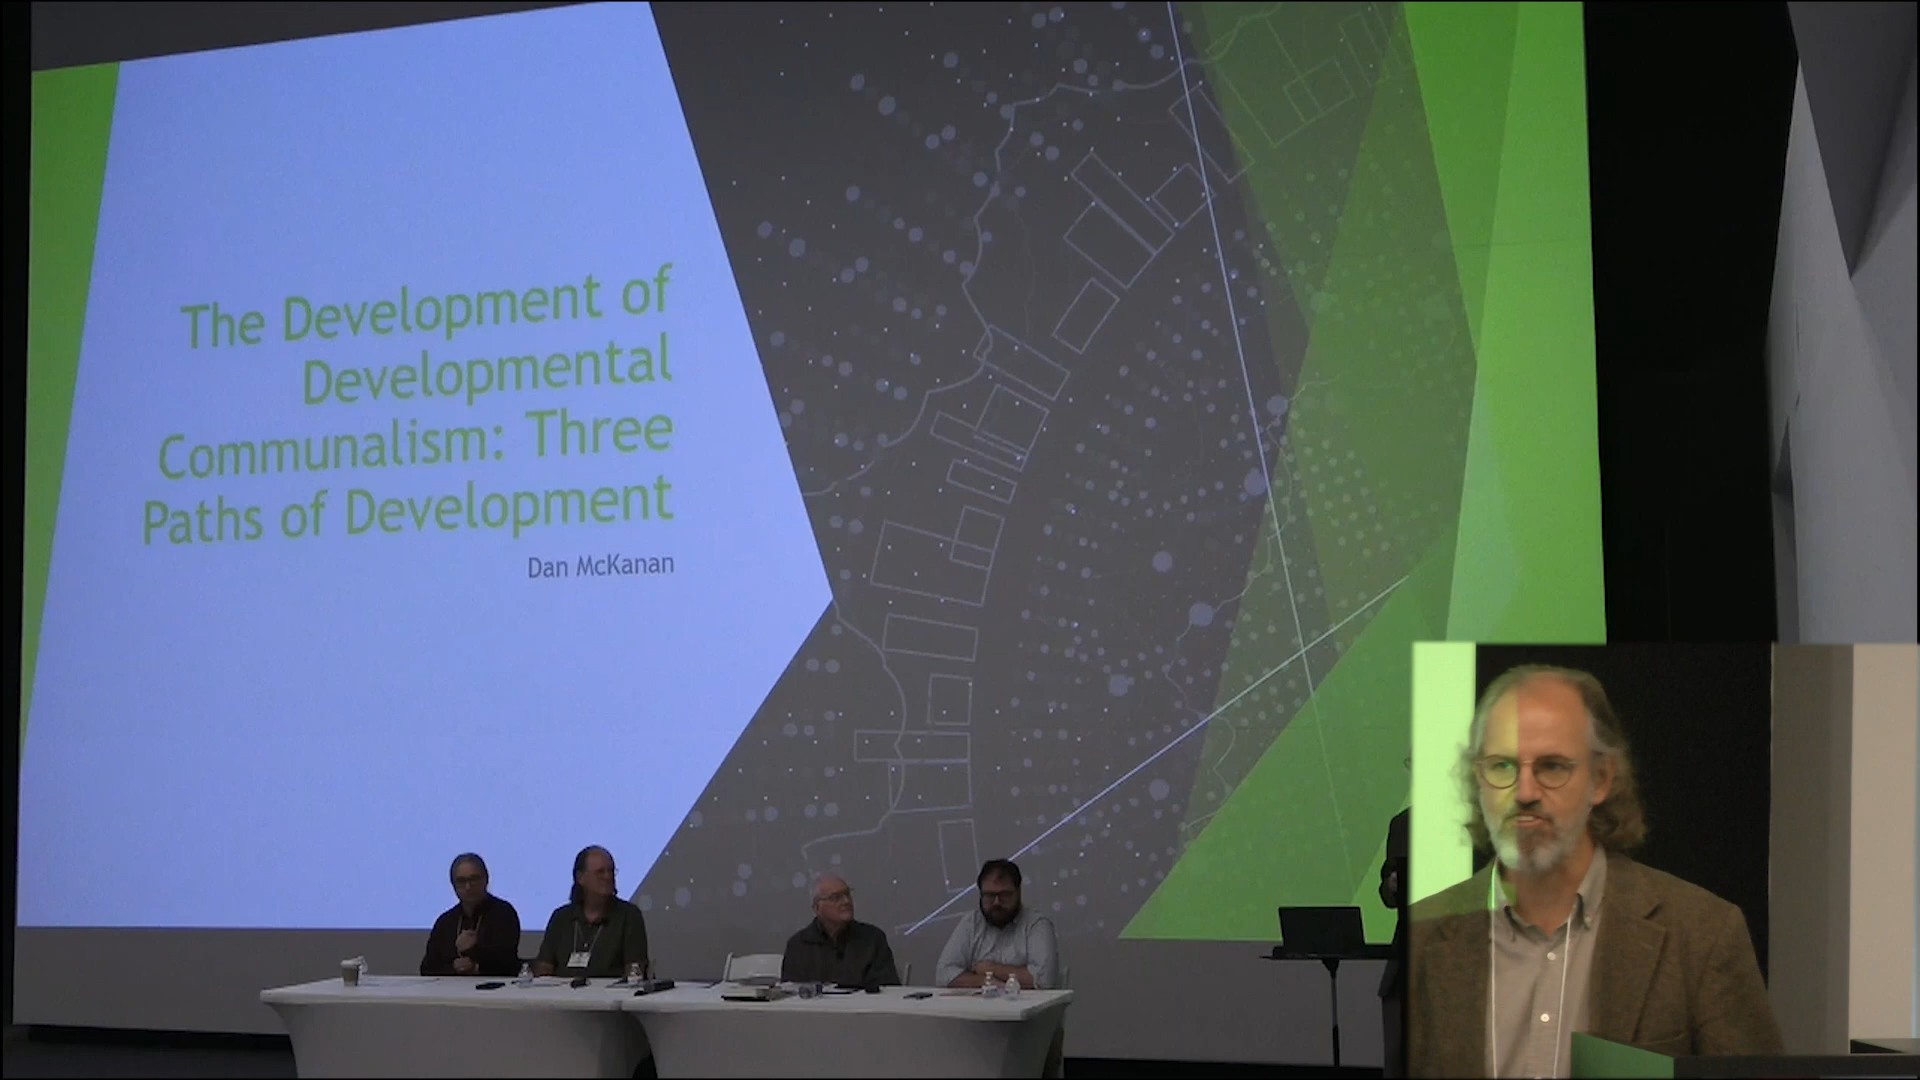 The Development of
Developmental
Communalism: Three
Paths of Development
Dan McKanan